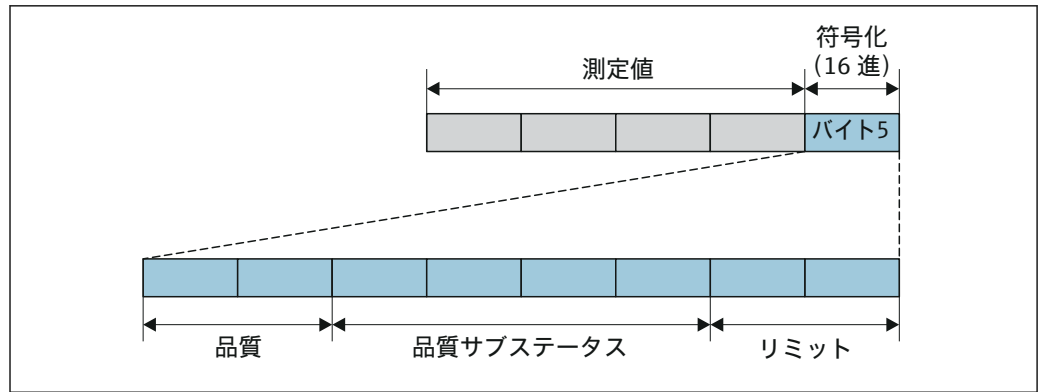 符号化
(16 進)
測定値
バイト5
品質
品質サブステータス
リミット